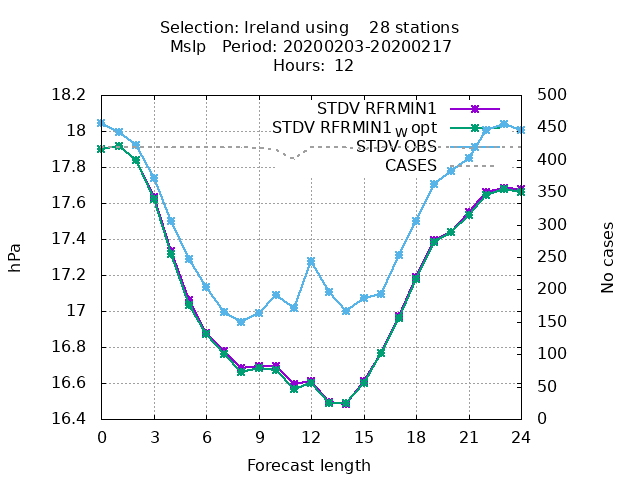 Selection: Ireland using 28 stations
Mslp Period: 20200203-20200217
Hours: 12
18.2
18
17.8
17.6
17.4
17.2
17
16.8
16.6
16.4
hPa
STDV RFRMIN1
STDV RFRMIN1 W opt
STDV OBS
CASES
500
450
400
350
300
250
200
150
100
50
0
No cases
0 3 6 9 12 15 18 21 24
Forecast length